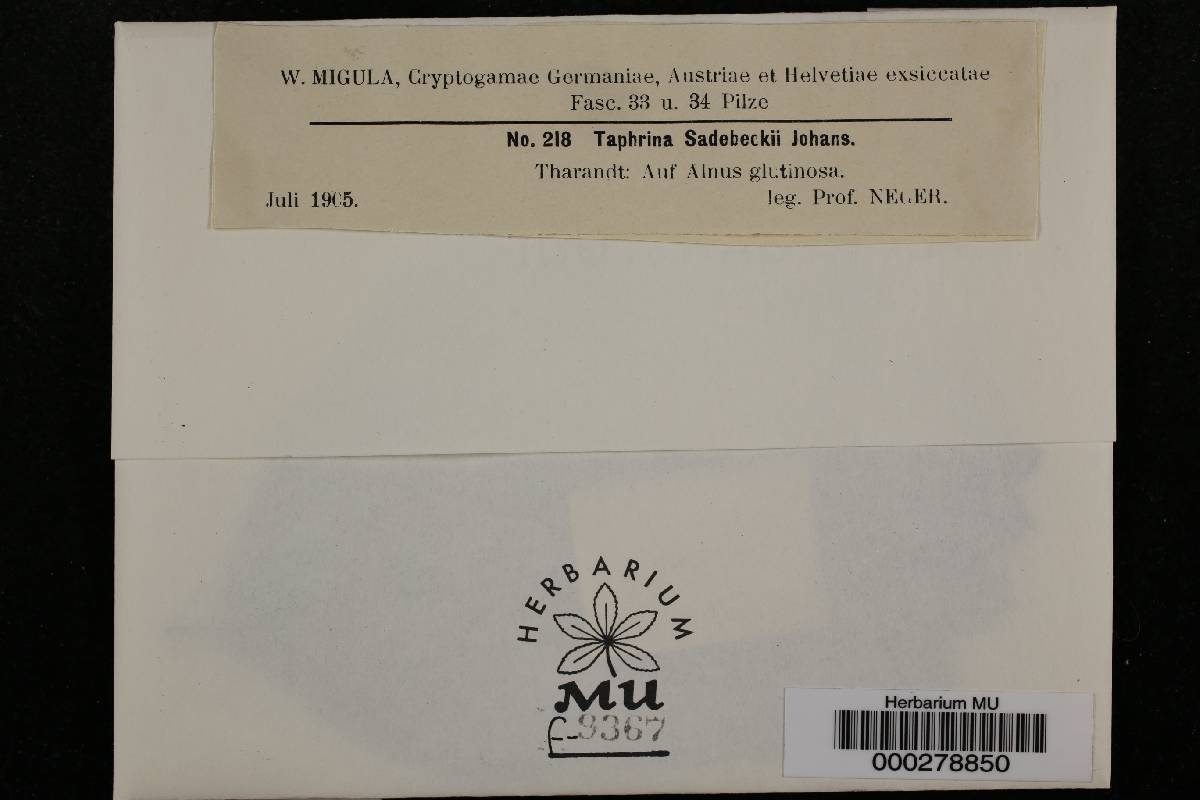 W. MIGULA, Cryptogamae Germaniae, Austriae et Helvetiae exsiccatae
Fasc. 33 u. 34 Pilze
No. 218 Taphrina Sadebeckii Johans.
Tharandt: Auf Alnus glutinosa.
Juli 1905. leg. Prof. NEGER.
HERBARIUM
MU
F-9367
Herbarium MU
000278850